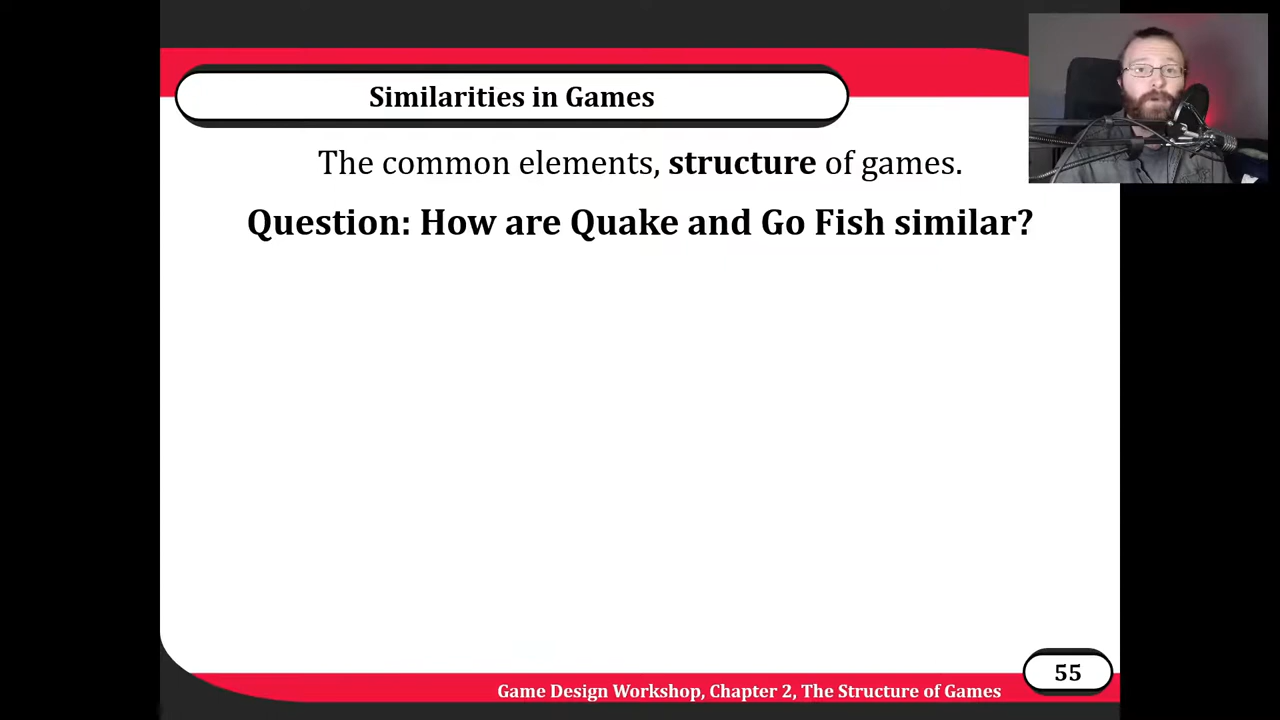 Similarities in Games
The common elements, structure of games.
Question: How are Quake and Go Fish similar?
55
Game Design Workshop, Chapter 2, The Structure of Games